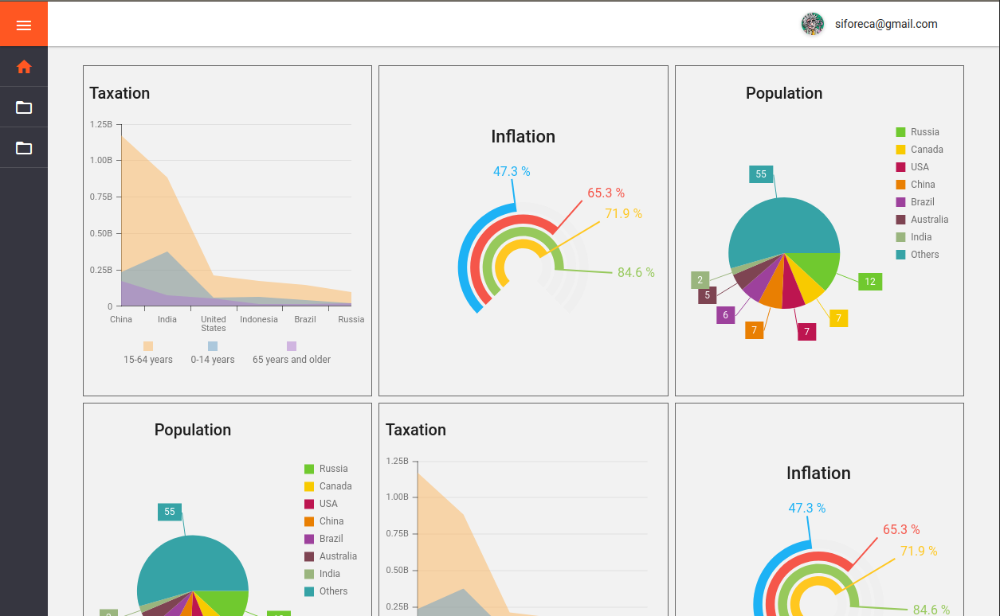 siforeca@gmail.com
Taxation
1.25B
1.00B
0.75B
0.50B
0.25B
0
China
India
United
States
Indonesia
Brazil
Russia
15-64 years
0-14 years
65 years and older
Inflation
47.3 %
65.3 %
71.9 %
84.6 %
Population
Russia
Canada
USA
China
Brazil
Australia
India
Others
55
12
2
5
6
7
7
7
Population
Russia
Canada
USA
China
Brazil
Australia
India
Others
55
Taxation
1.25B
1.00B
0.75B
0.50B
0.25B
Inflation
47.3 %
65.3 %
71.9 %
84.6 %